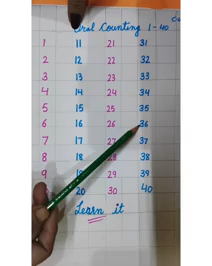 Oral Counting 1-40
1 11 21 31
2 12 22 32
3 13 23 33
4 14 24 34
5 15 25 35
6 16 26 36
7 17 27 37
8 18 28 38
9 19 29 39
20 30 40
Learn it